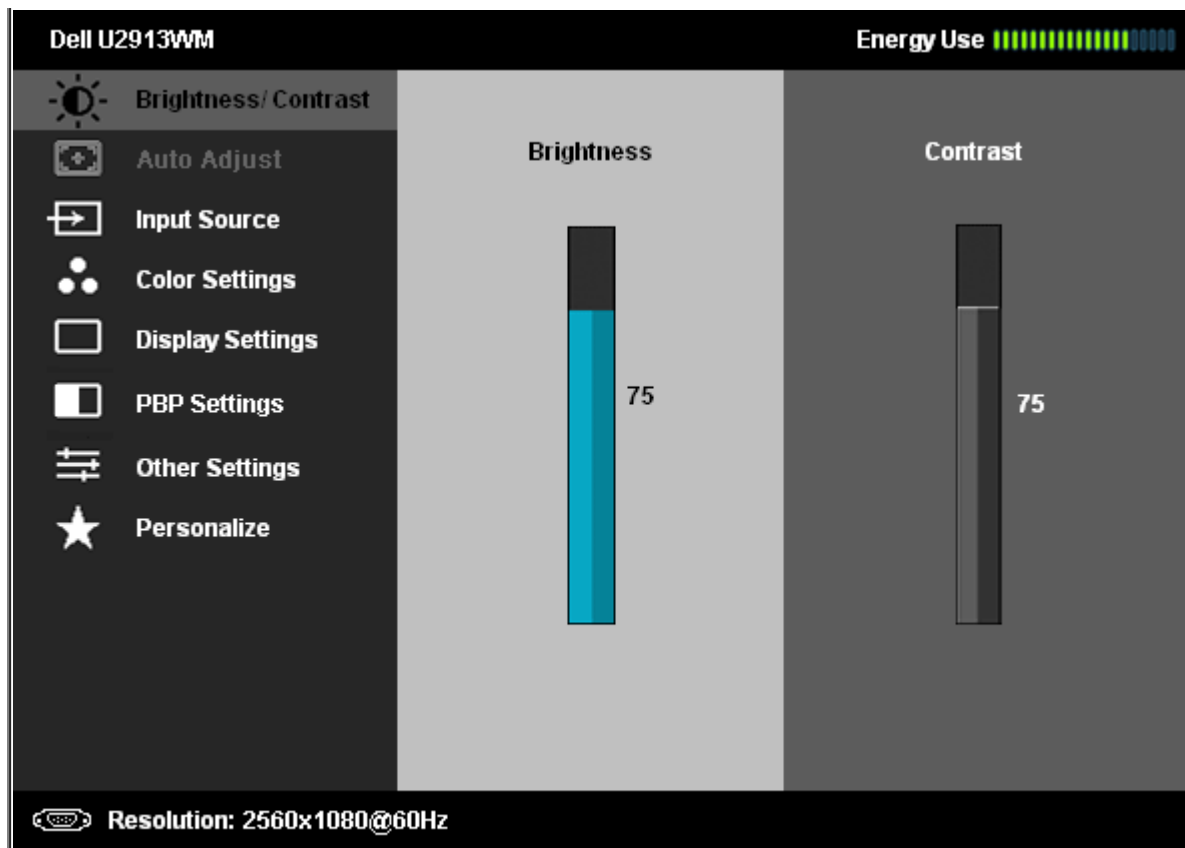 Dell U2913WM
Energy Use
Brightness/Contrast
Auto Adjust
Input Source
Color Settings
Display Settings
PBP Settings
Other Settings
Personalize
Brightness
75
Contrast
75
Resolution: 2560x1080@60Hz